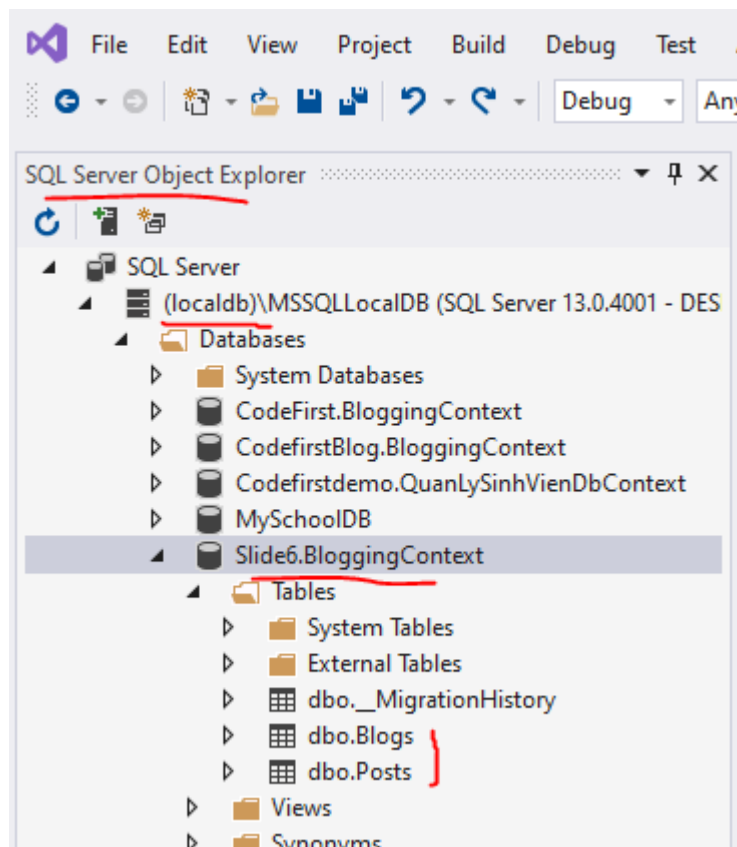 File Edit View Project Build Debug Test
Debug
SQL Server Object Explorer
SQL Server
(localdb)\MSSQLLocalDB (SQL Server 13.0.4001 - DES
Databases
System Databases
CodeFirst.BloggingContext
CodefirstBlog.BloggingContext
Codefirstdemo.QuanLySinhVienDbContext
MySchoolDB
Slide6.BloggingContext
Tables
System Tables
External Tables
dbo.__MigrationHistory
dbo.Blogs
dbo.Posts
Views
Synonyms